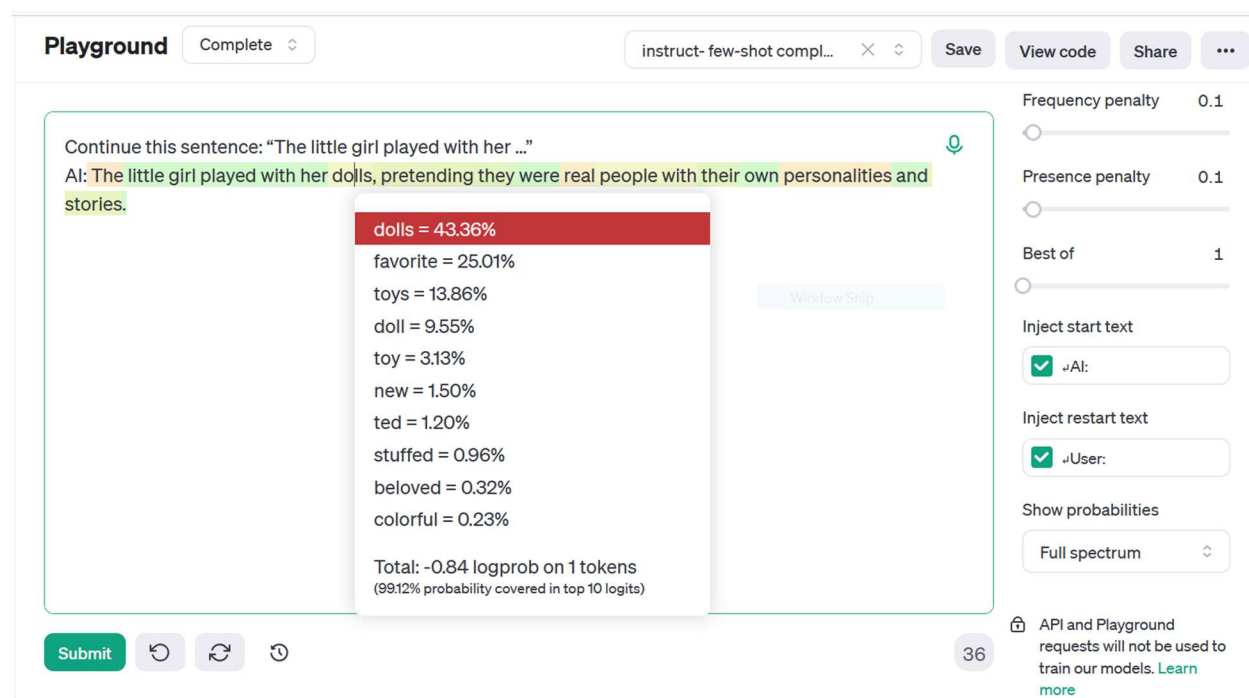 Playground
Complete
instruct- few-shot compl...
Save
View code
Share
Continue this sentence: “The little girl played with her ...”
AI: The little girl played with her dolls, pretending they were real people with their own personalities and
stories.
dolls = 43.36%
favorite = 25.01%
toys = 13.86%
doll = 9.55%
toy = 3.13%
new = 1.50%
ted = 1.20%
stuffed = 0.96%
beloved = 0.32%
colorful = 0.23%
Total: -0.84 logprob on 1 tokens
(99.12% probability covered in top 10 logits)
Window Snip
Submit
36
Frequency penalty 0.1
Presence penalty 0.1
Best of 1
Inject start text
↲AI:
Inject restart text
↲User:
Show probabilities
Full spectrum
API and Playground
requests will not be used to
train our models. Learn
more